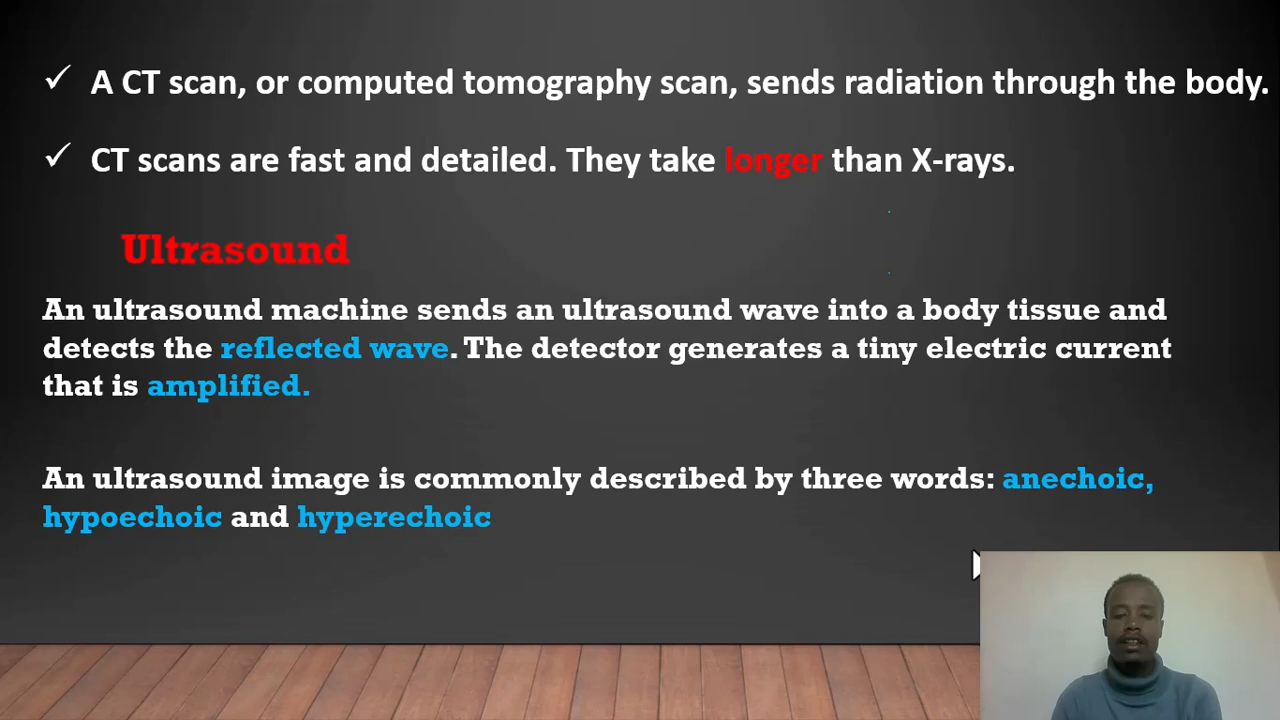 ✓ A CT scan, or computed tomography scan, sends radiation through the body.
✓ CT scans are fast and detailed. They take longer than X-rays.
Ultrasound
An ultrasound machine sends an ultrasound wave into a body tissue and
detects the reflected wave. The detector generates a tiny electric current
that is amplified.
An ultrasound image is commonly described by three words: anechoic,
hypoechoic and hyperechoic